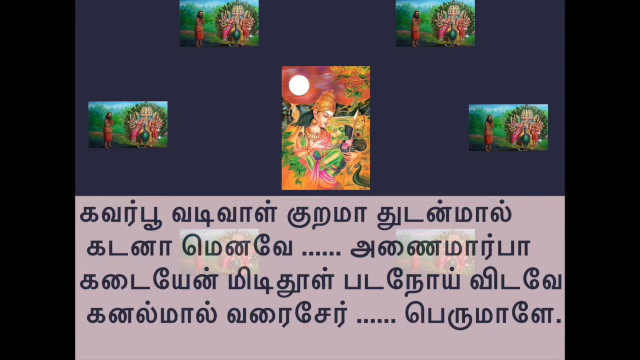 கவர்பூ வடிவாள் குறமா துடன்மால்
கடனா மெனவே ...... அணைமார்பா
கடையேன் மிடிதூள் படநோய் விடவே
கனல்மால் வரைசேர் ...... பெருமாளே.